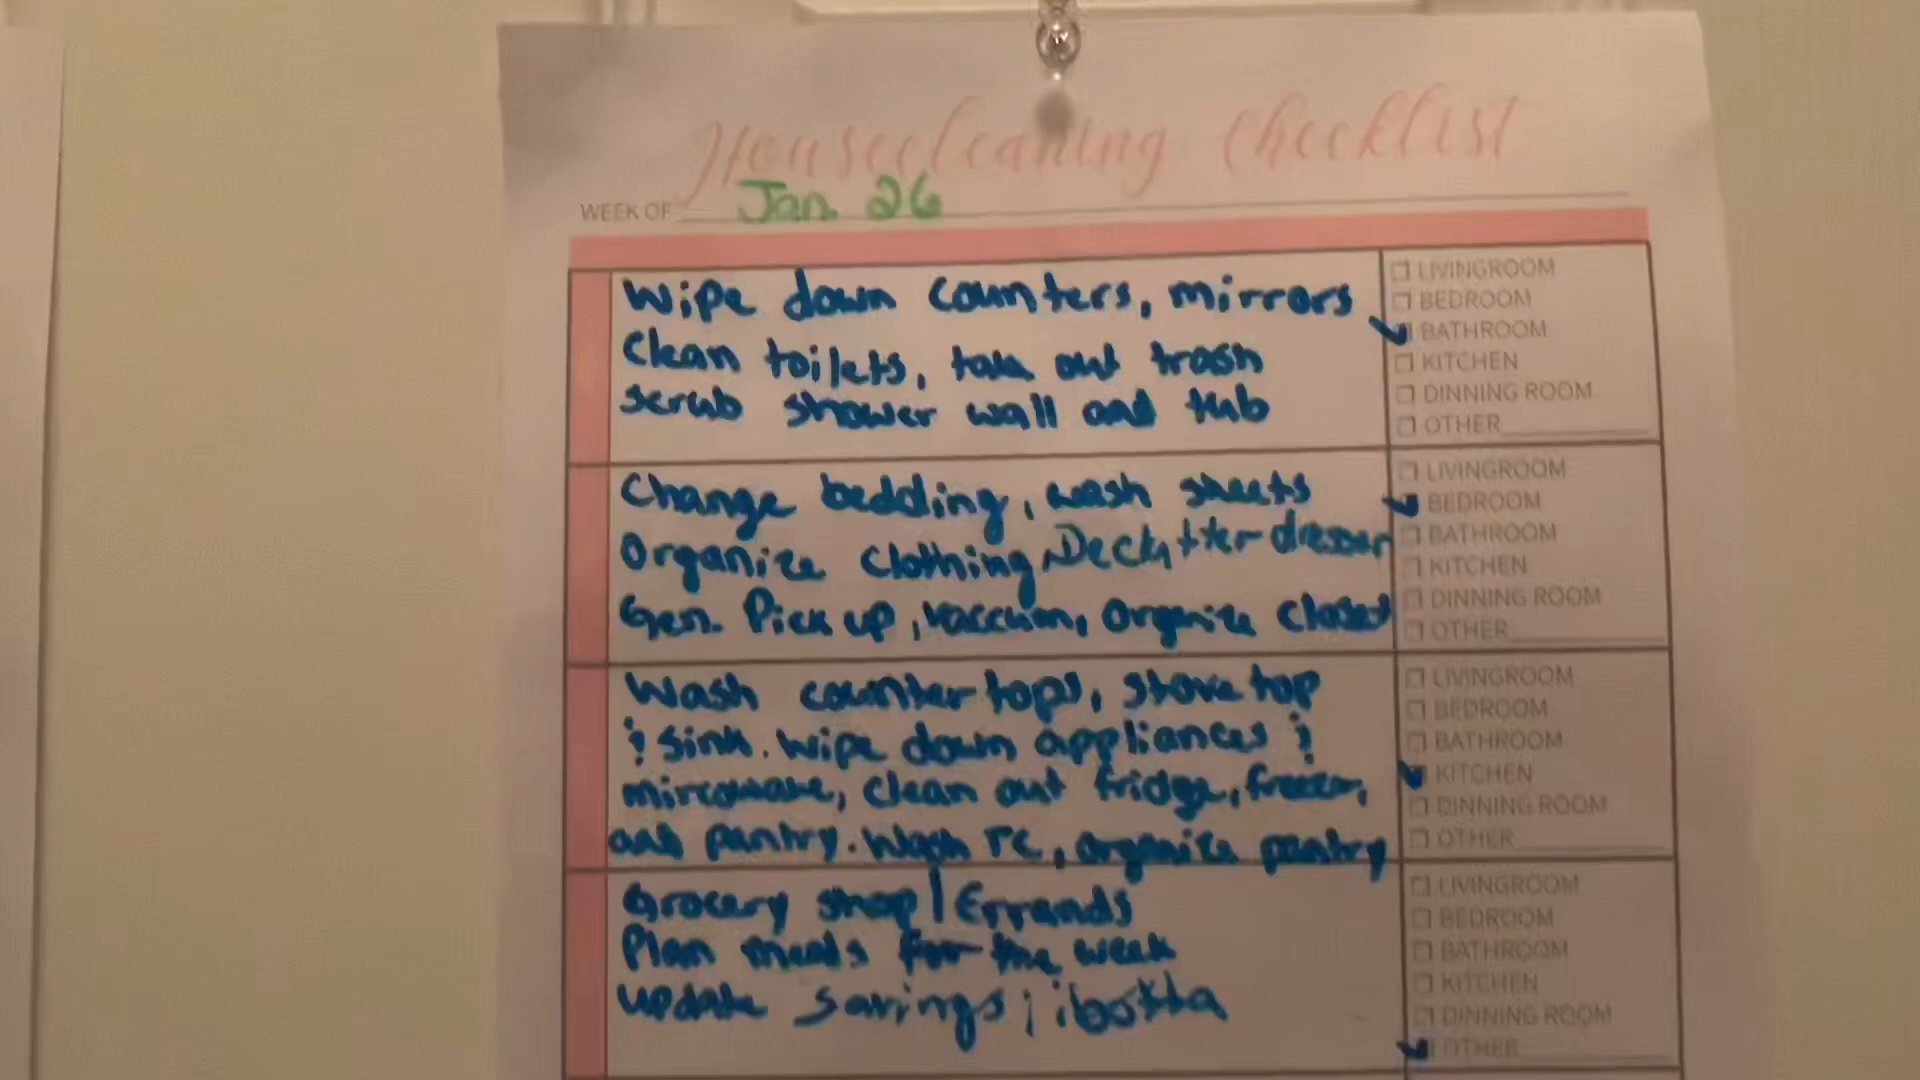 Housecleaning Checklist
WEEK OF Jan. 26
Wipe down counters, mirrors
Clean toilets, take out trash
scrub shower wall and tub
☐ LIVINGROOM
☐ BEDROOM
☑ BATHROOM
☐ KITCHEN
☐ DINNING ROOM
☐ OTHER
Change bedding, wash sheets
Organize Clothing, Declutter dresser
Gen. Pick up, vaccum, organize closet
☐ LIVINGROOM
☑ BEDROOM
☐ BATHROOM
☐ KITCHEN
☐ DINNING ROOM
☐ OTHER
Wash counter tops, stove top
& sink. Wipe down appliances &
mircowave, clean out fridge, freezer,
and pantry. Wash rc, organize pantry
☐ LIVINGROOM
☐ BEDROOM
☐ BATHROOM
☑ KITCHEN
☐ DINNING ROOM
☐ OTHER
Grocery shop | Errands
Plan meals for the week
update savings ; ibotta
☐ LIVINGROOM
☐ BEDROOM
☐ BATHROOM
☐ KITCHEN
☐ DINNING ROOM
☑ OTHER